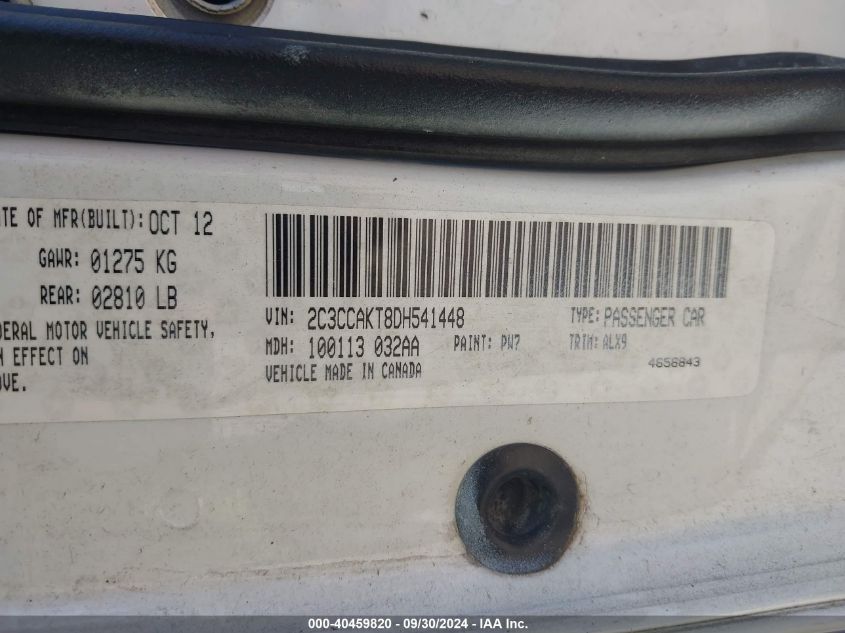 TE OF MFR(BUILT): OCT 12
GAWR: 01275 KG
REAR: 02810 LB
DERAL MOTOR VEHICLE SAFETY,
N EFFECT ON
OVE.
VIN: 2C3CCAKT8DH541448 TYPE: PASSENGER CAR
MDH: 100113 032AA PAINT: PW7 TRIM: ALX9
VEHICLE MADE IN CANADA 4656843
000-40459820 - 09/30/2024 - IAA Inc.